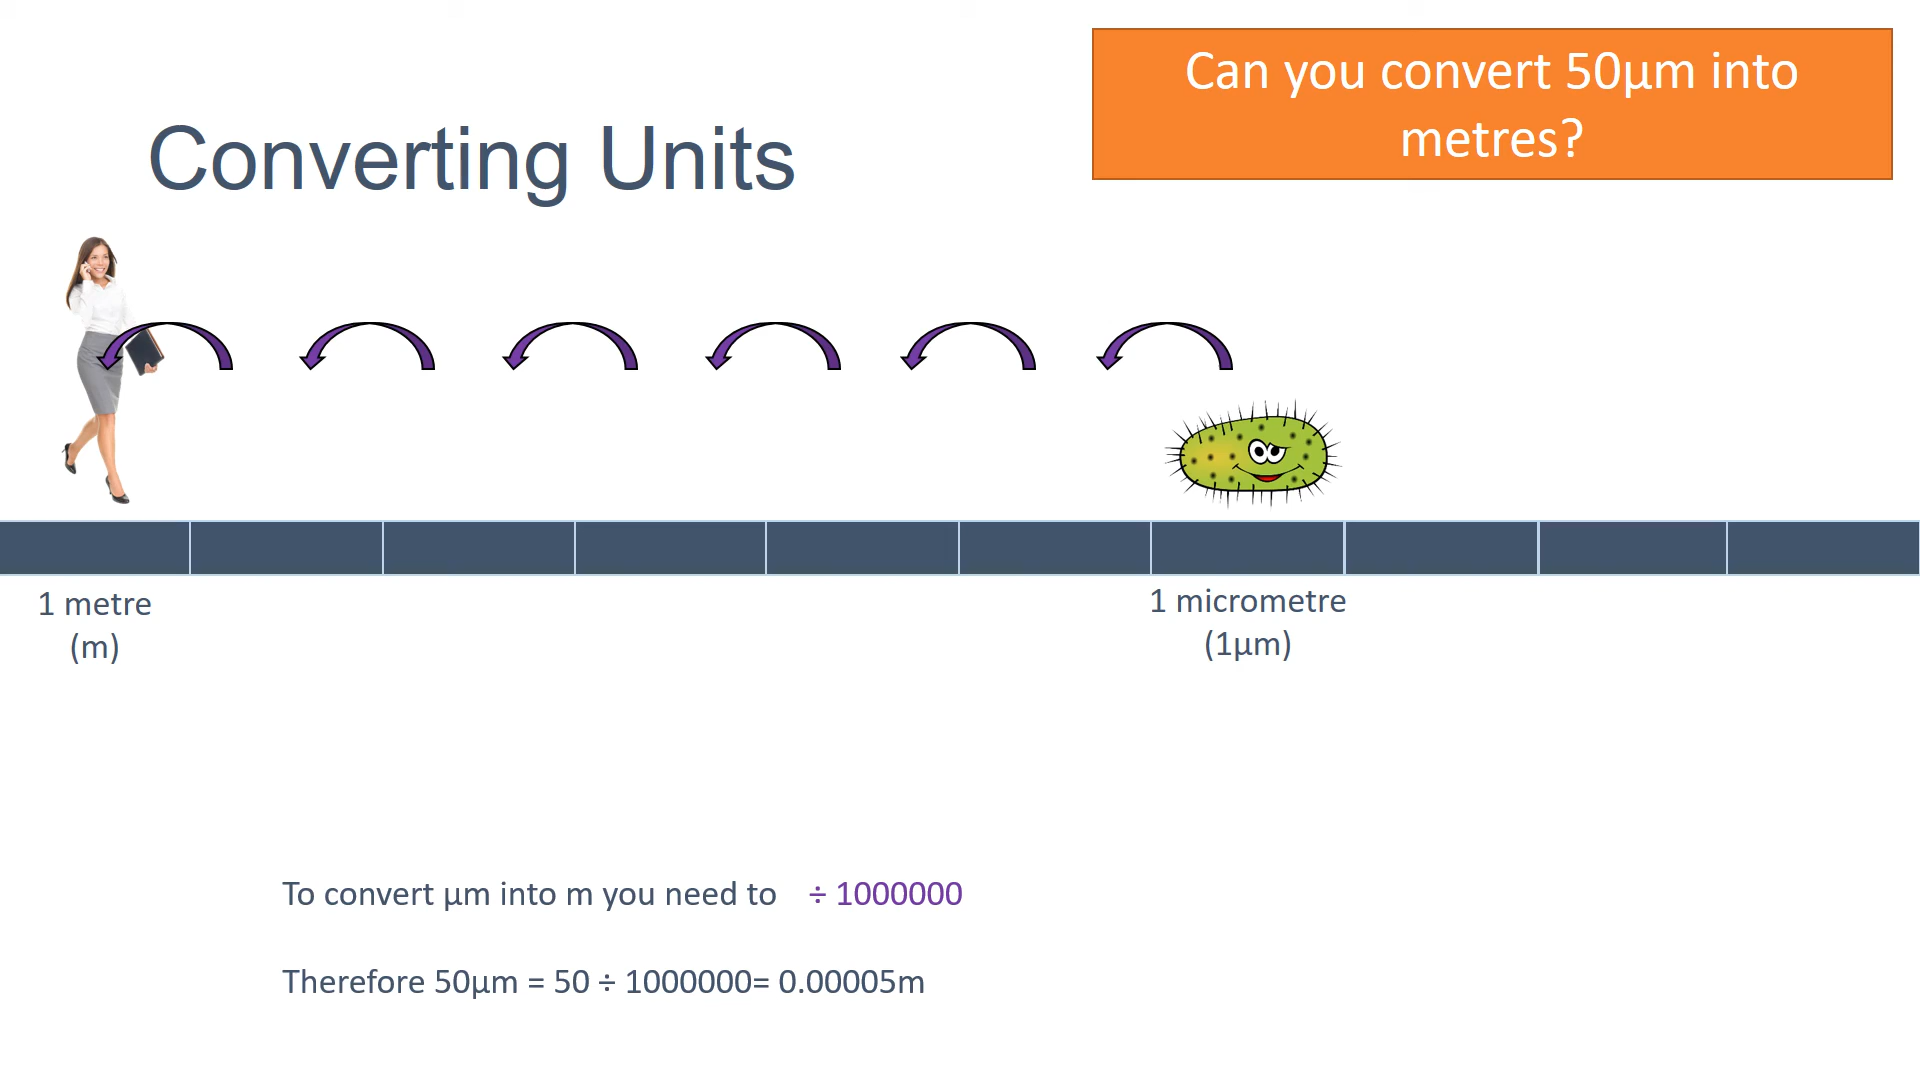 Can you convert 50µm into
metres?
Converting Units
1 metre
(m)
1 micrometre
(1µm)
To convert µm into m you need to ÷ 1000000
Therefore 50µm = 50 ÷ 1000000= 0.00005m